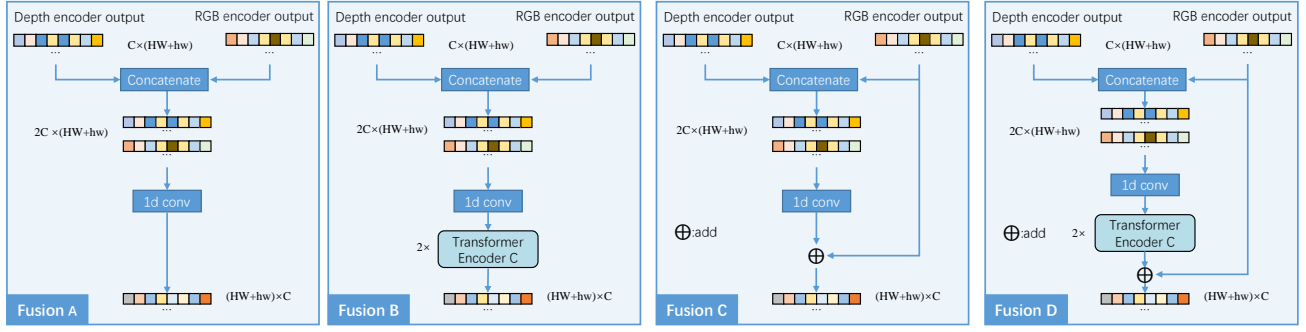 Depth encoder output
RGB encoder output
C×(HW+hw)
...
...
Concatenate
2C ×(HW+hw)
...
...
1d conv
(HW+hw)×C
...
Fusion A
Depth encoder output
RGB encoder output
C×(HW+hw)
...
...
Concatenate
2C×(HW+hw)
...
...
1d conv
2×
Transformer
Encoder C
(HW+hw)×C
...
Fusion B
Depth encoder output
RGB encoder output
C×(HW+hw)
...
...
Concatenate
2C×(HW+hw)
...
...
1d conv
⊕:add
⊕
(HW+hw)×C
...
Fusion C
Depth encoder output
RGB encoder output
C×(HW+hw)
...
...
Concatenate
2C×(HW+hw)
...
...
1d conv
⊕:add
2×
Transformer
Encoder C
⊕
(HW+hw)×C
...
Fusion D